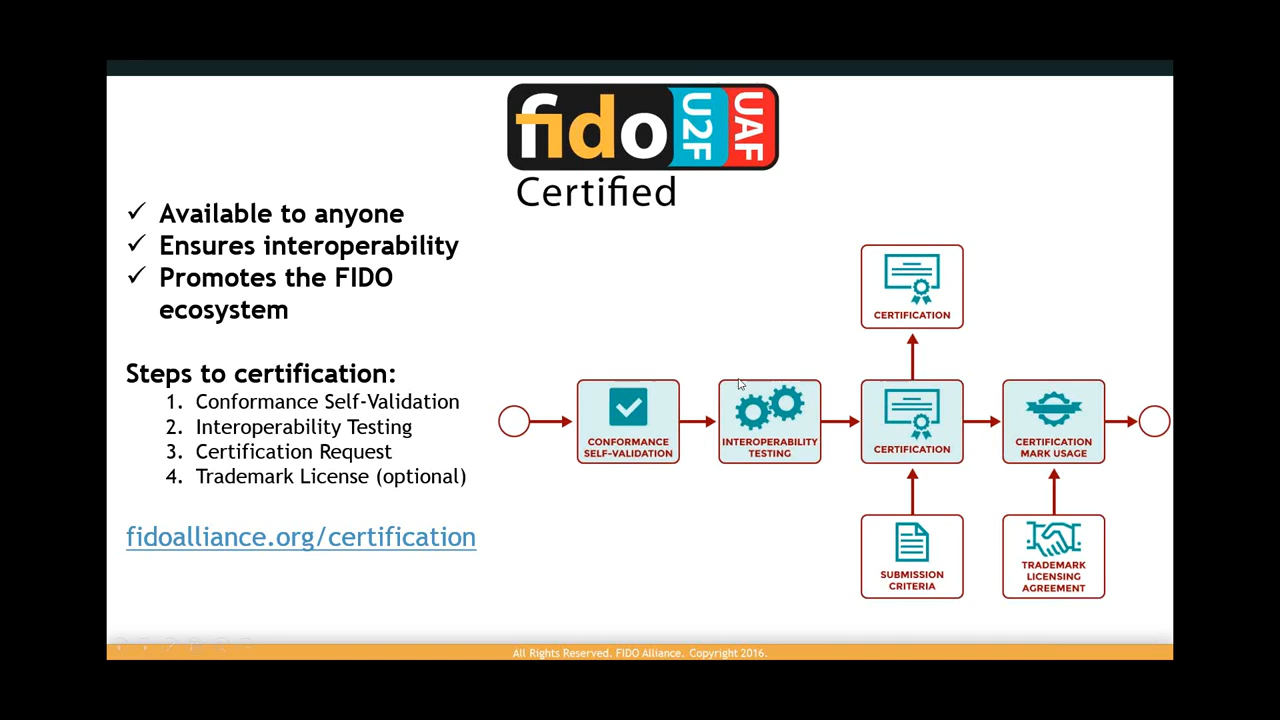 fido U2F UAF
Certified
✓ Available to anyone
✓ Ensures interoperability
✓ Promotes the FIDO
ecosystem
Steps to certification:
1. Conformance Self-Validation
2. Interoperability Testing
3. Certification Request
4. Trademark License (optional)
fidoalliance.org/certification
CERTIFICATION
CONFORMANCE
SELF-VALIDATION
INTEROPERABILITY
TESTING
CERTIFICATION
CERTIFICATION
MARK USAGE
SUBMISSION
CRITERIA
TRADEMARK
LICENSING
AGREEMENT
All Rights Reserved. FIDO Alliance. Copyright 2016.